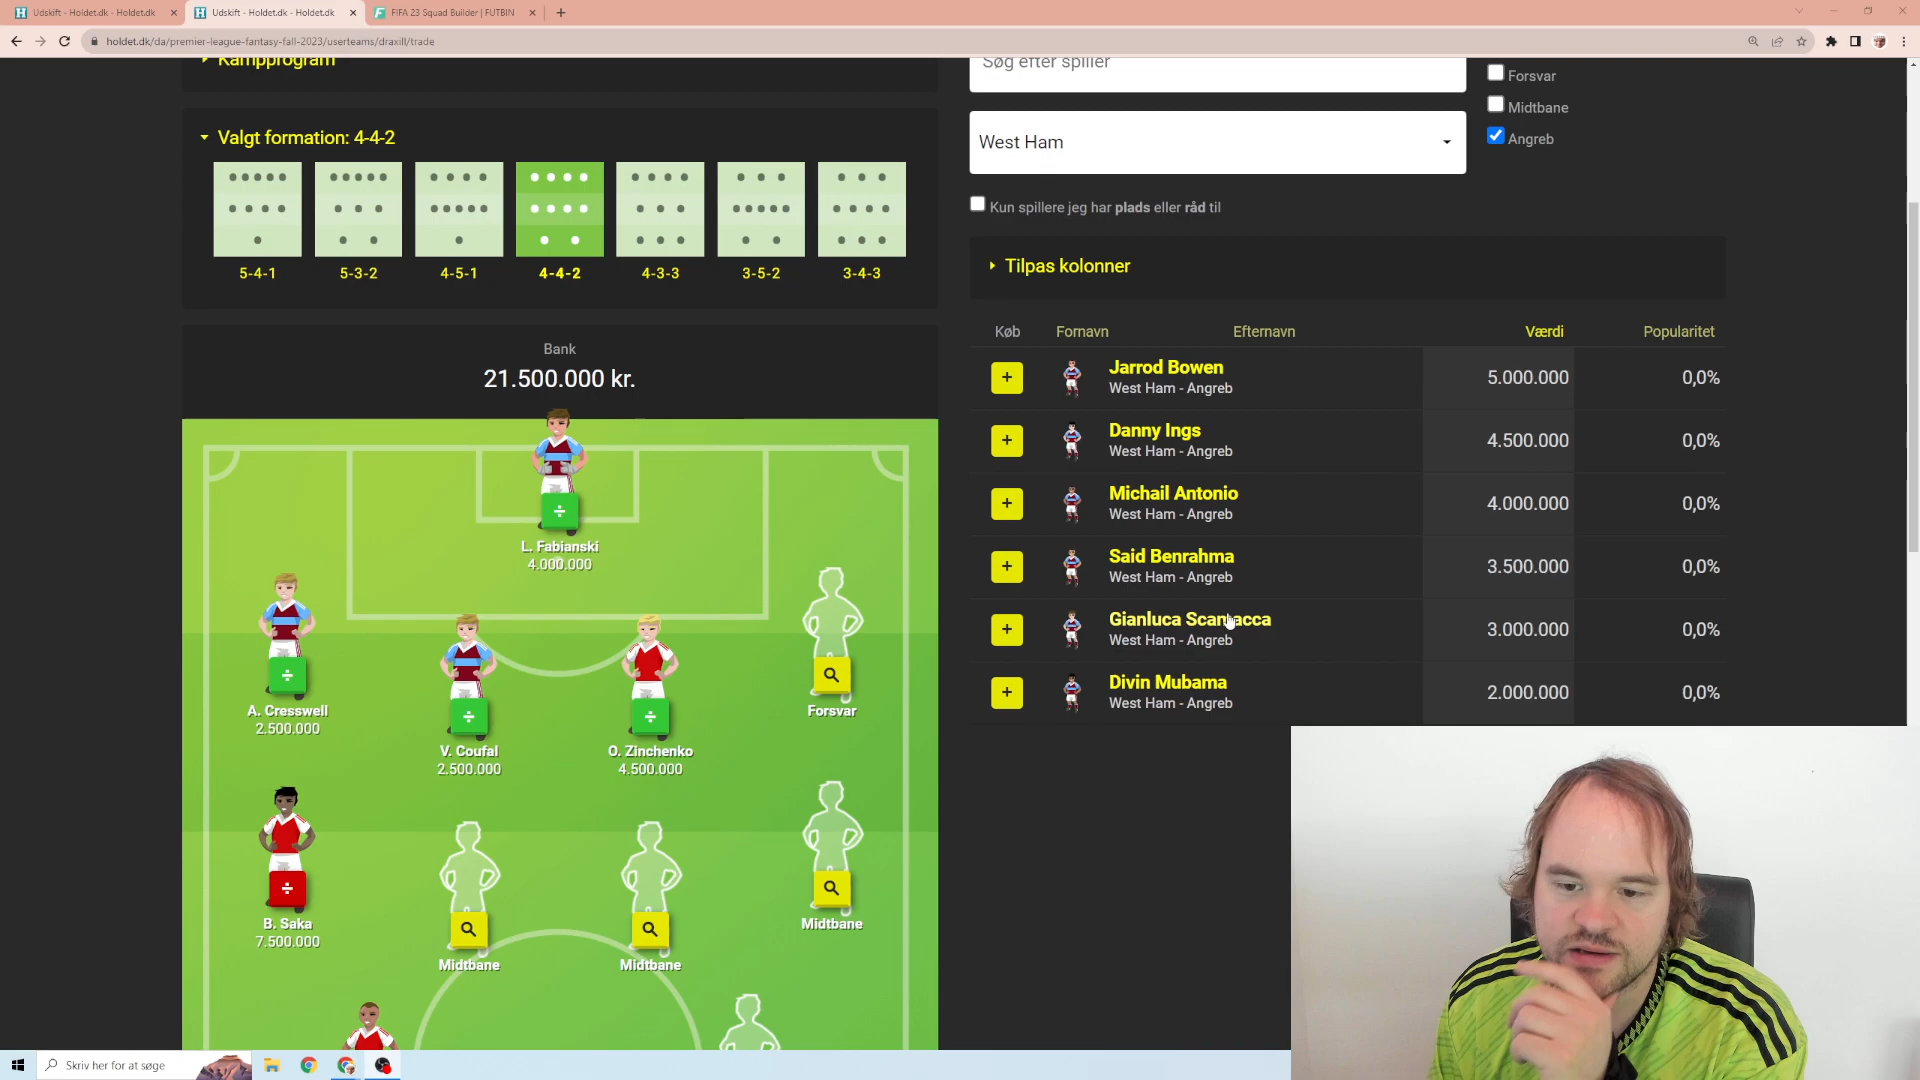 Udskift - Holdet.dk - Holdet.dk
Udskift - Holdet.dk - Holdet.dk
FIFA 23 Squad Builder | FUTBIN
holdet.dk/da/premier-league-fantasy-fall-2023/userteams/draxill/trade
Kampprogram
Valgt formation: 4-4-2
5-4-1
5-3-2
4-5-1
4-4-2
4-3-3
3-5-2
3-4-3
Bank
21.500.000 kr.
L. Fabianski
4.000.000
A. Cresswell
2.500.000
V. Coufal
2.500.000
O. Zinchenko
4.500.000
Forsvar
B. Saka
7.500.000
Midtbane
Midtbane
Midtbane
Søg efter spiller
Forsvar
Midtbane
Angreb
West Ham
Kun spillere jeg har plads eller råd til
Tilpas kolonner
Køb Fornavn Efternavn Værdi Popularitet
Jarrod Bowen
West Ham - Angreb
5.000.000 0,0%
Danny Ings
West Ham - Angreb
4.500.000 0,0%
Michail Antonio
West Ham - Angreb
4.000.000 0,0%
Said Benrahma
West Ham - Angreb
3.500.000 0,0%
Gianluca Scamacca
West Ham - Angreb
3.000.000 0,0%
Divin Mubama
West Ham - Angreb
2.000.000 0,0%
Skriv her for at søge